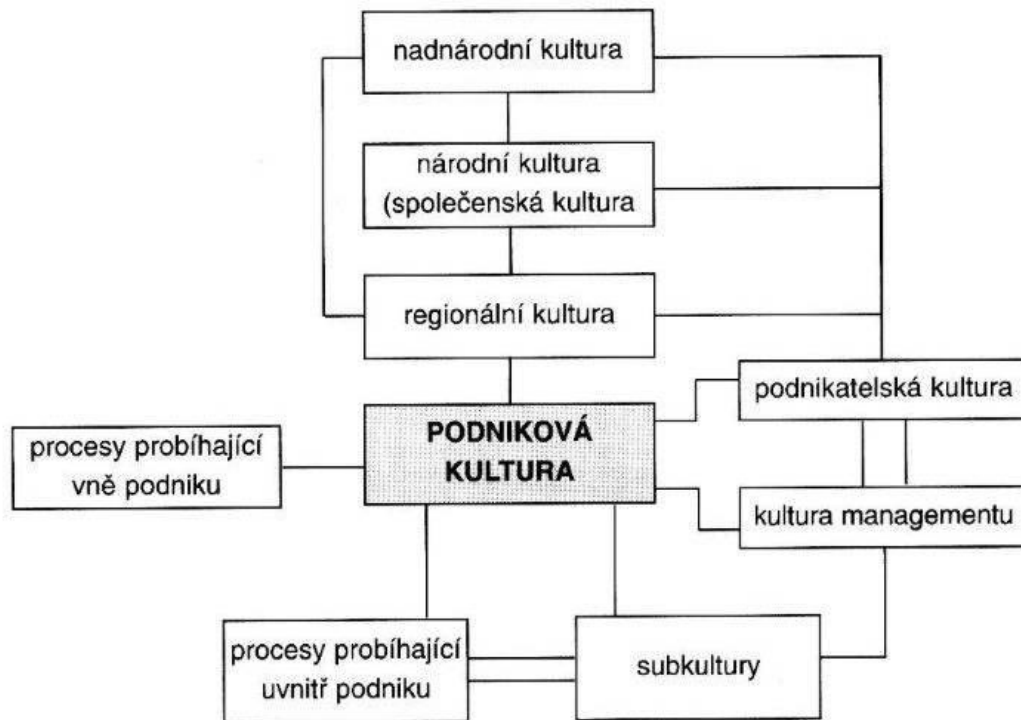 nadnárodní kultura
národní kultura
(společenská kultura
regionální kultura
podnikatelská kultura
PODNIKOVÁ
KULTURA
procesy probíhající
vně podniku
kultura managementu
procesy probíhající
uvnitř podniku
subkultury